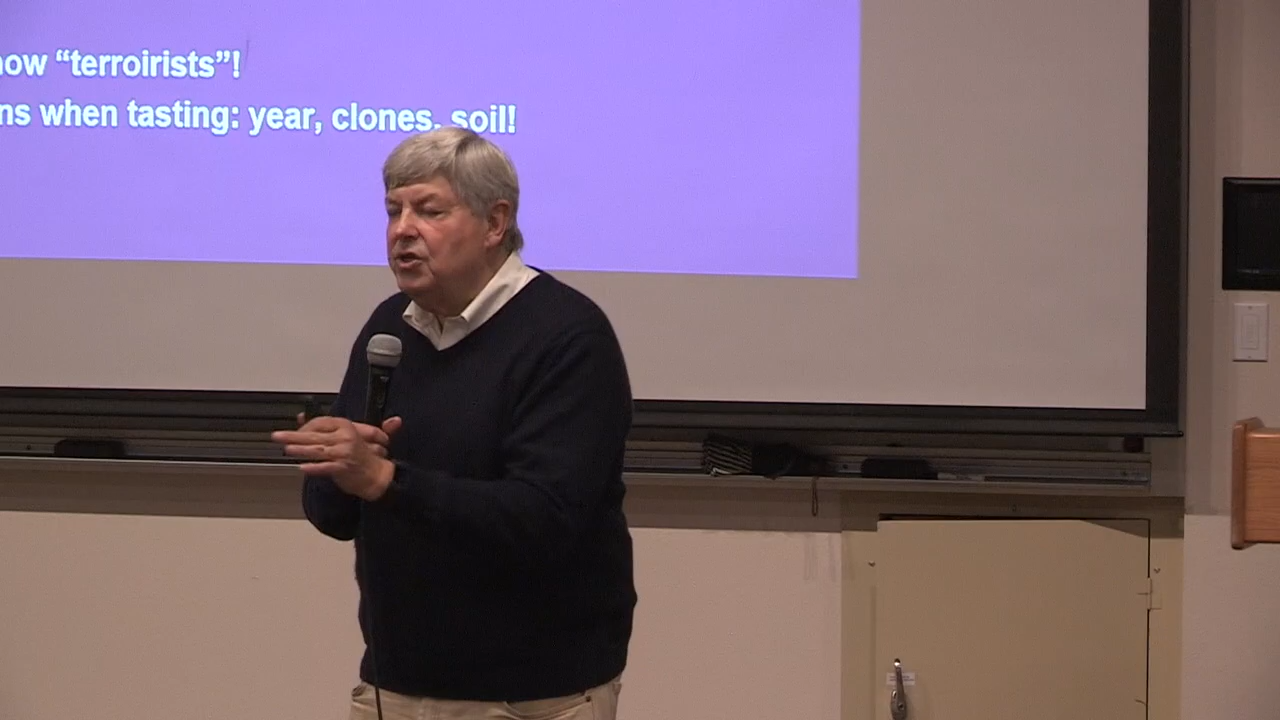 now “terroirists”!
ns when tasting: year, clones, soil!